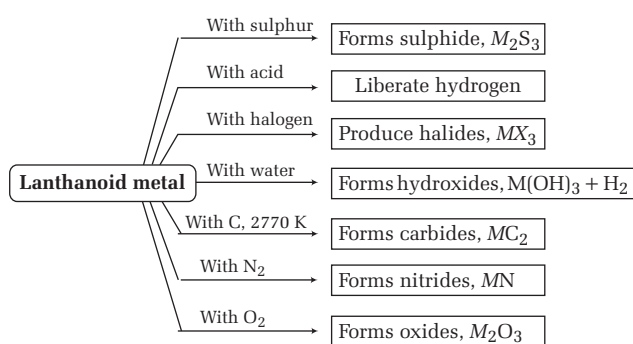 With sulphur
Forms sulphide, M₂S₃
With acid
Liberate hydrogen
With halogen
Produce halides, MX₃
Lanthanoid metal
With water
Forms hydroxides, M(OH)₃ + H₂
With C, 2770 K
Forms carbides, MC₂
With N₂
Forms nitrides, MN
With O₂
Forms oxides, M₂O₃